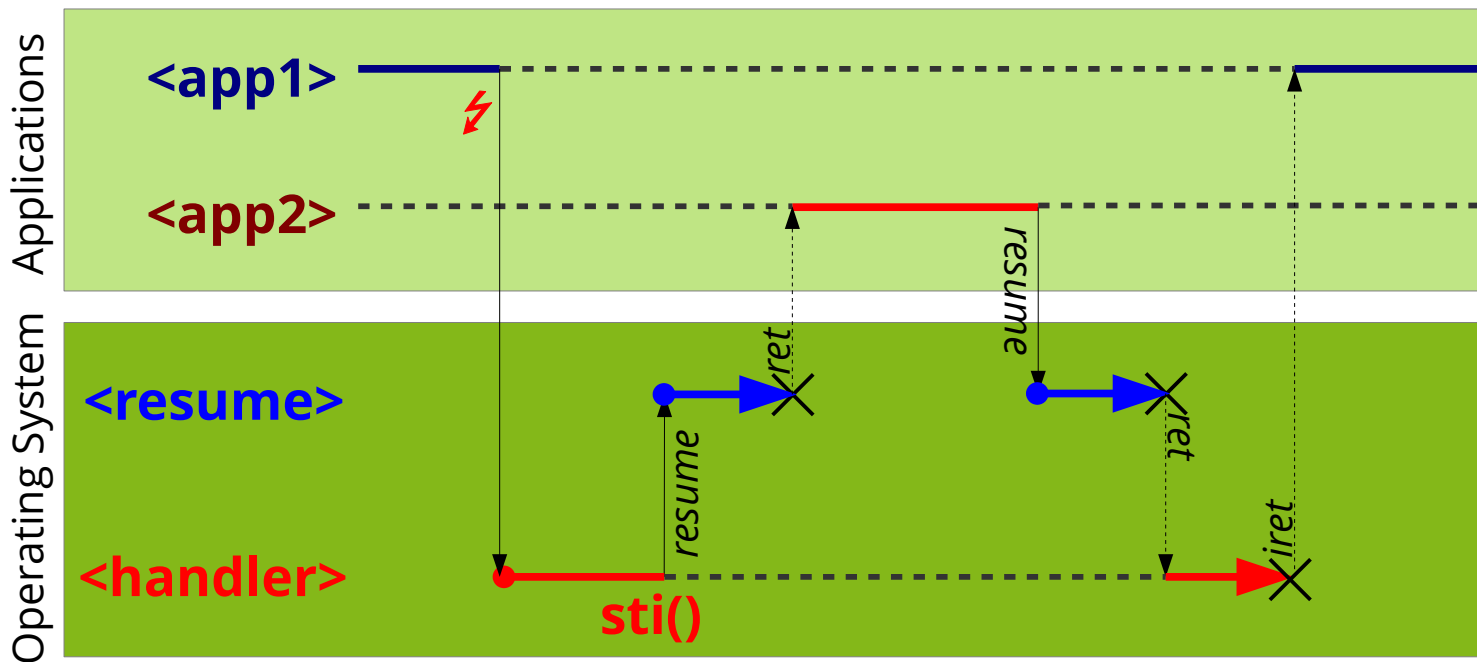 Applications
<app1>
<app2>
resume
Operating System
<resume>
ret
resume
ret
<handler>
sti()
iret